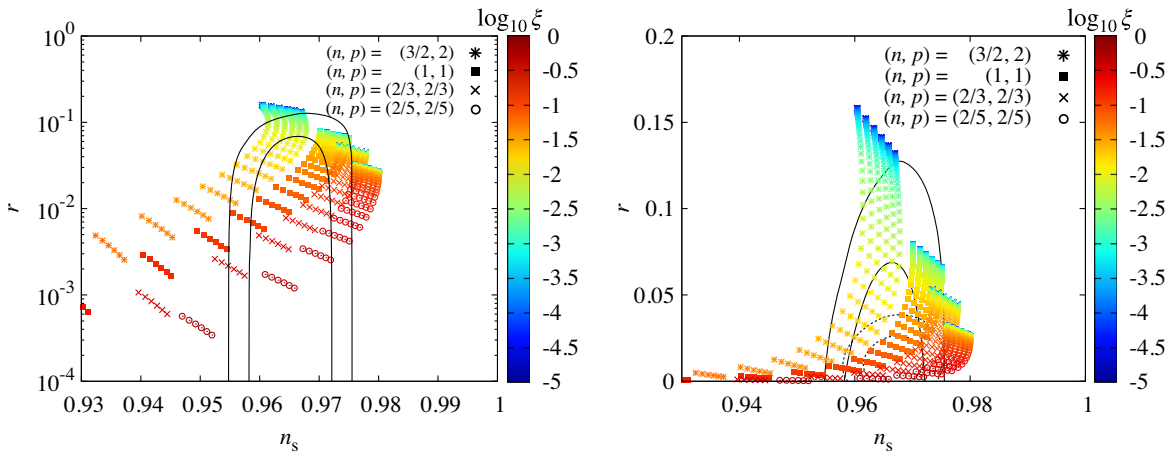 log₁₀ ξ
10⁰
10⁻¹
10⁻²
10⁻³
10⁻⁴
r
(n, p) = (3/2, 2)
(n, p) = (1, 1)
(n, p) = (2/3, 2/3)
(n, p) = (2/5, 2/5)
0
-0.5
-1
-1.5
-2
-2.5
-3
-3.5
-4
-4.5
-5
0.93 0.94 0.95 0.96 0.97 0.98 0.99 1
nₛ
log₁₀ ξ
0.2
0.15
0.1
0.05
0
r
(n, p) = (3/2, 2)
(n, p) = (1, 1)
(n, p) = (2/3, 2/3)
(n, p) = (2/5, 2/5)
0
-0.5
-1
-1.5
-2
-2.5
-3
-3.5
-4
-4.5
-5
0.94 0.96 0.98 1
nₛ